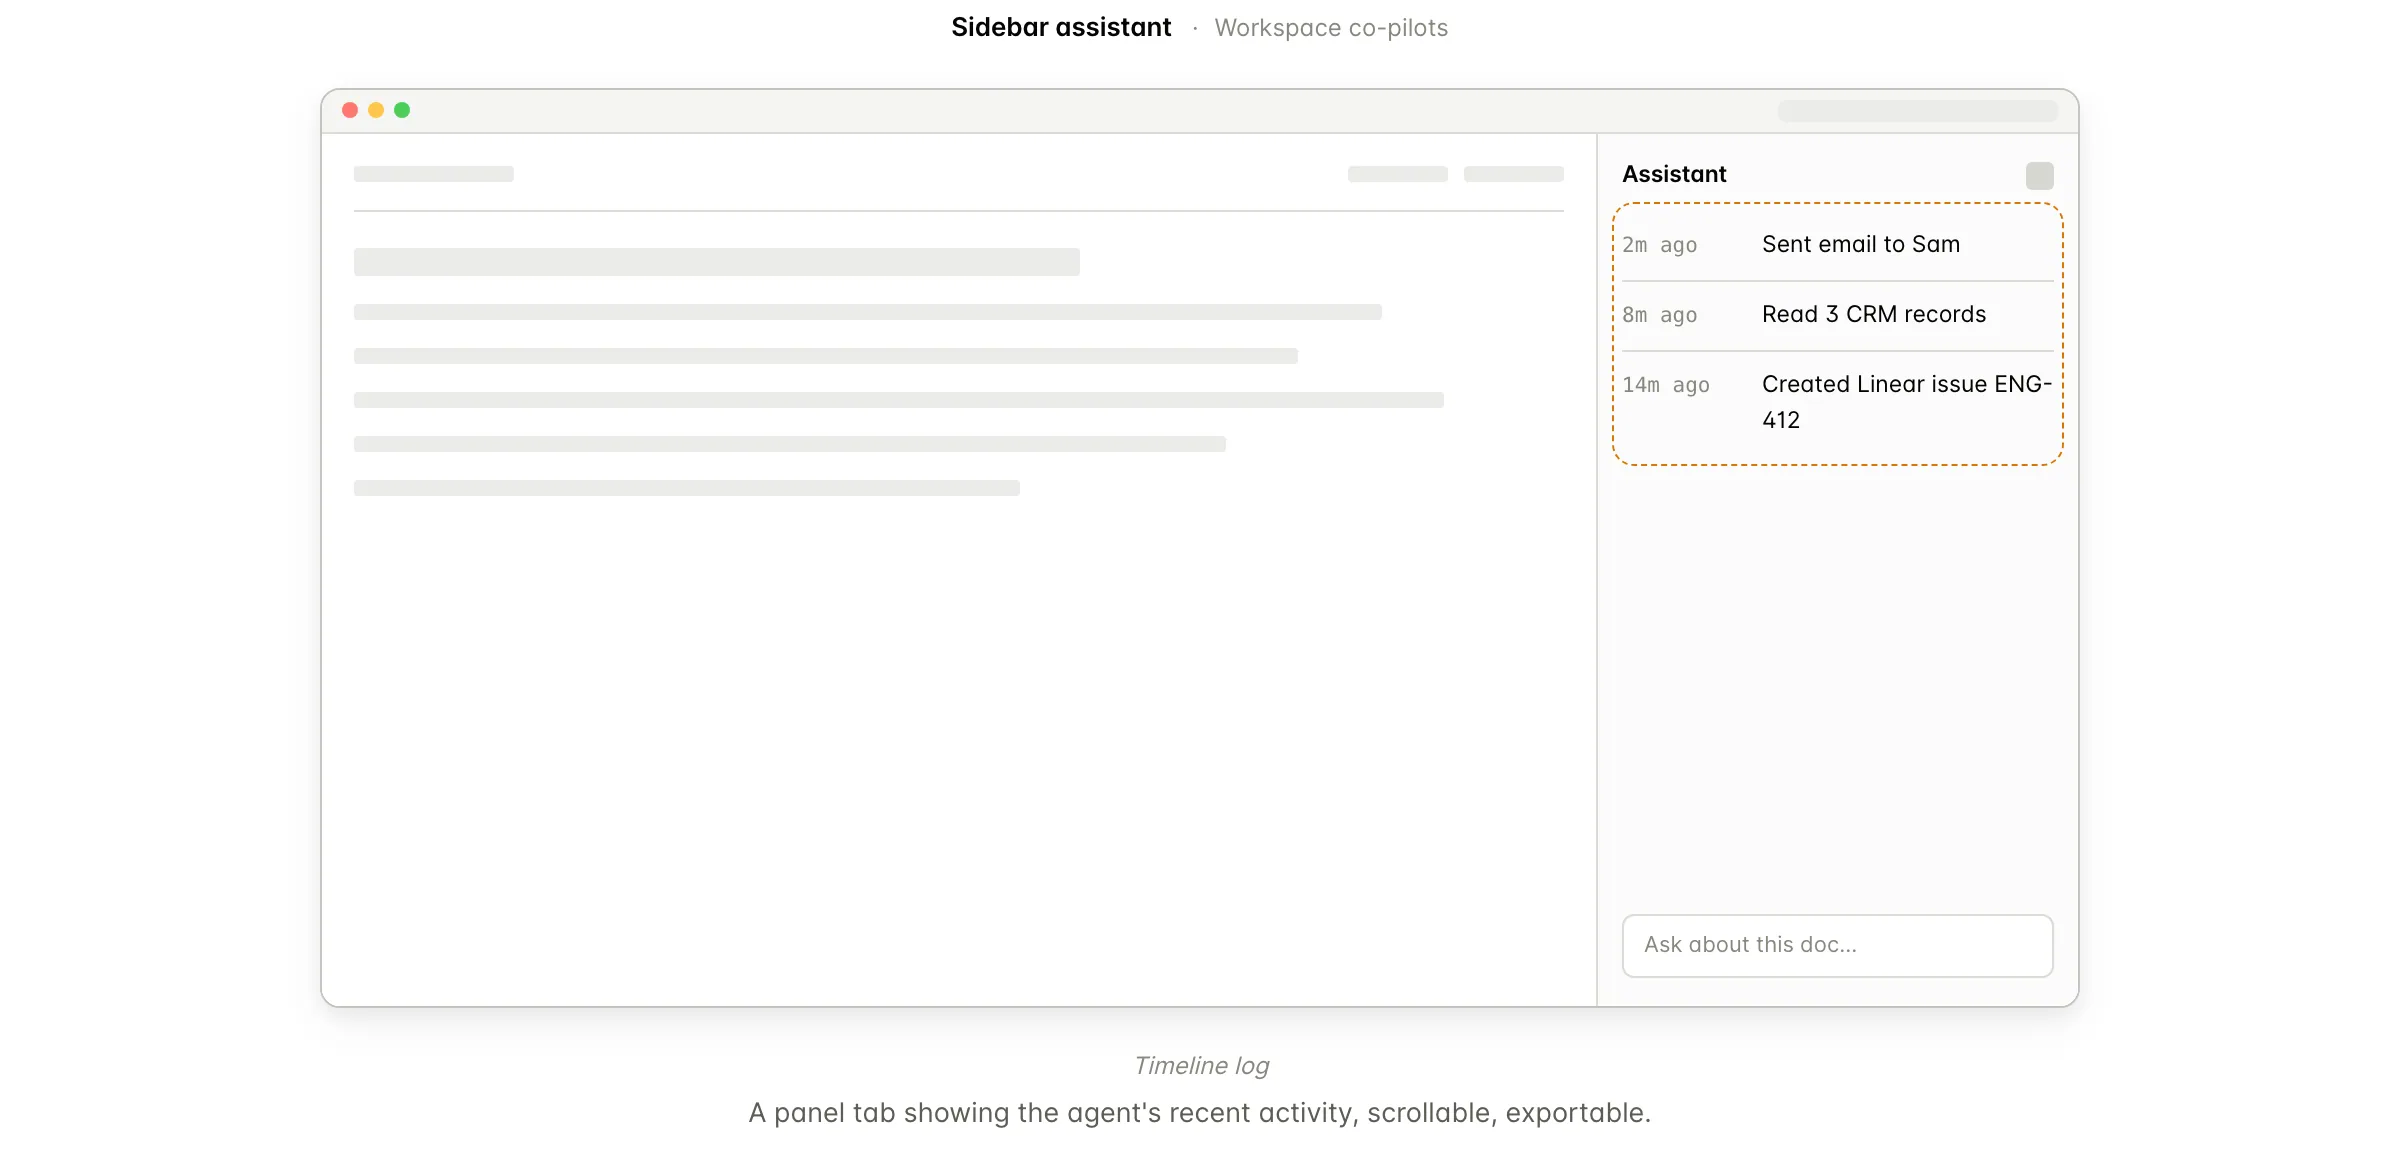 Sidebar assistant · Workspace co-pilots
Assistant
2m ago Sent email to Sam
8m ago Read 3 CRM records
14m ago Created Linear issue ENG-
412
Ask about this doc...
Timeline log
A panel tab showing the agent's recent activity, scrollable, exportable.